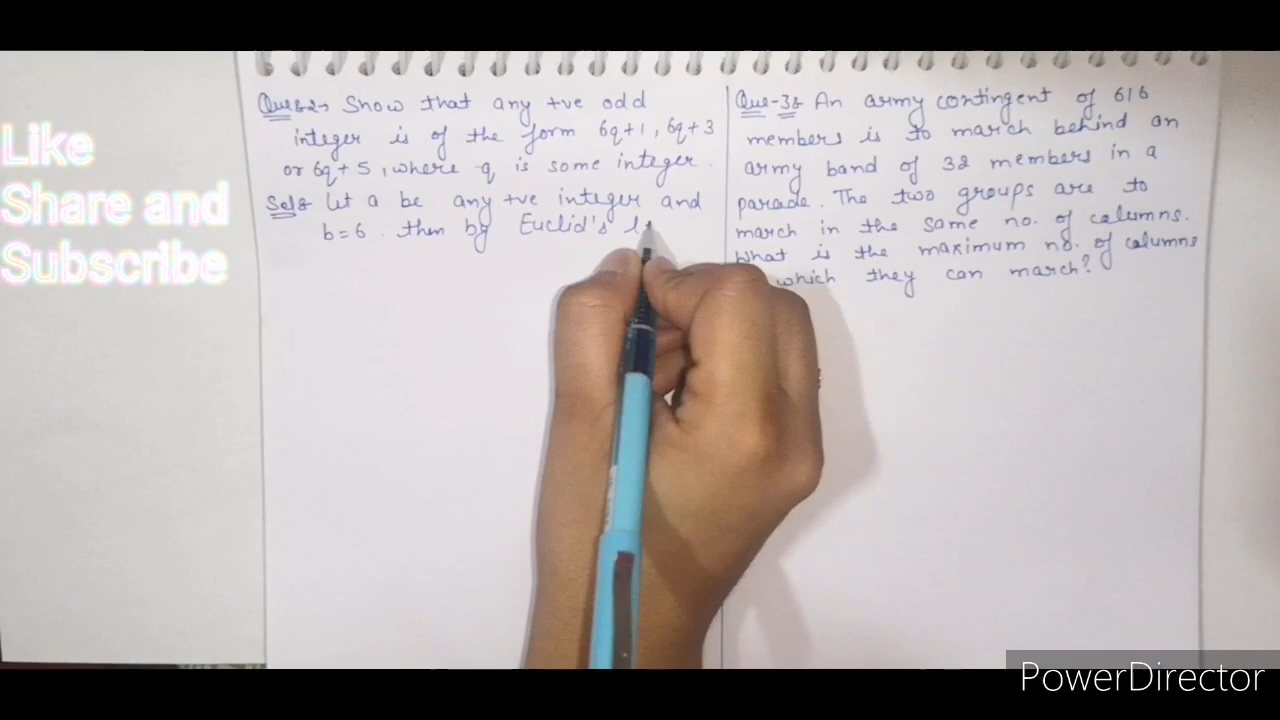 Like
Share and
Subscribe
Que 2→ Show that any +ve odd
integer is of the form 6q+1, 6q+3
or 6q+5, where q is some integer.
Sol: Let a be any +ve integer and
b=6. then by Euclid's
Que-3: An army contingent of 616
members is to march behind an
army band of 32 members in a
parade. The two groups are to
march in the same no. of columns.
What is the maximum no. of columns
which they can march?
PowerDirector